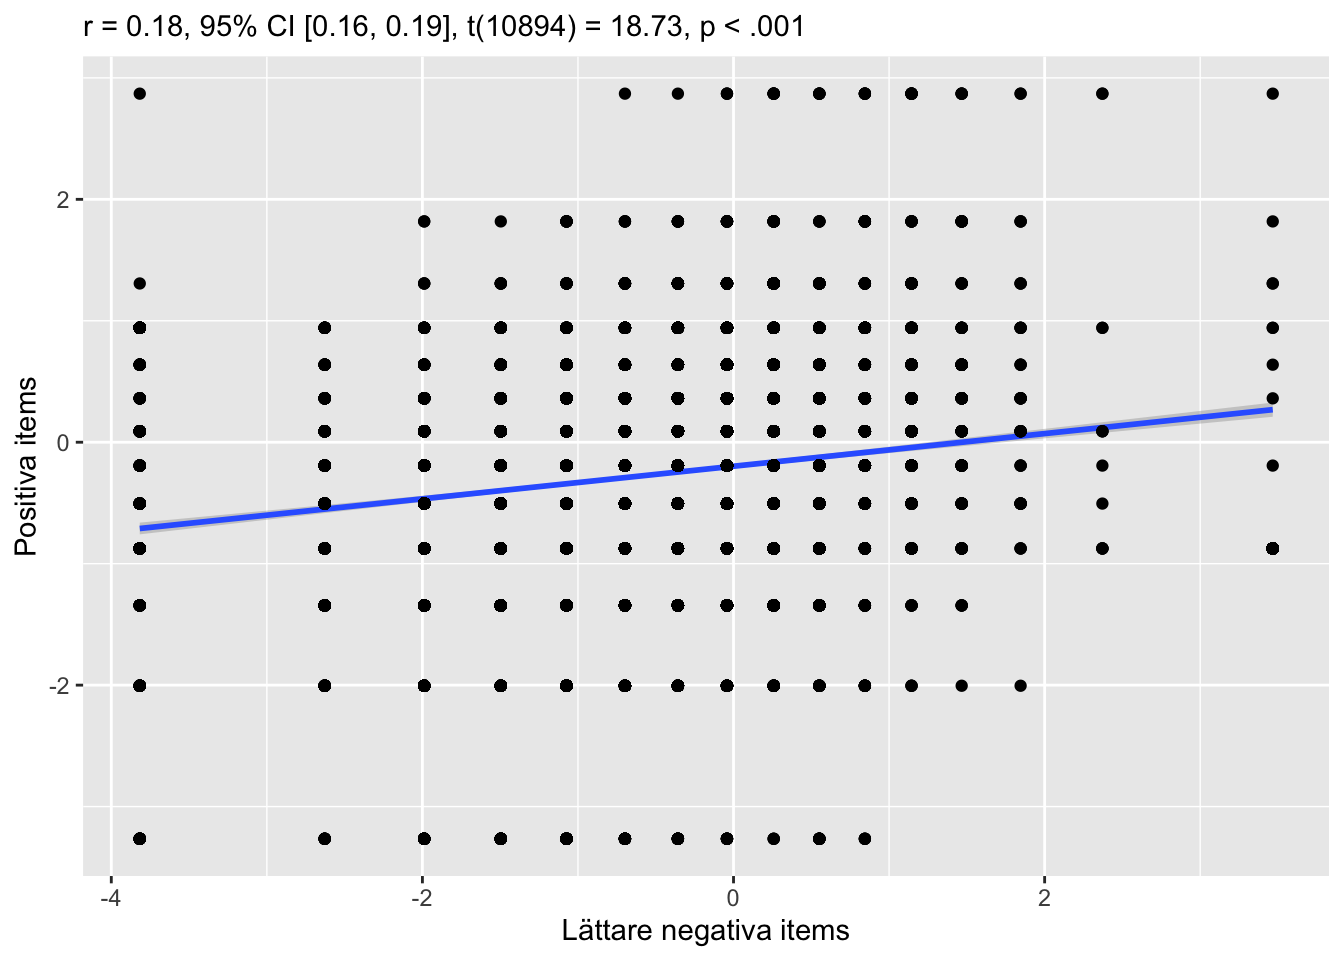 r = 0.18, 95% CI [0.16, 0.19], t(10894) = 18.73, p < .001
Positiva items
2
0
-2
-4
-2
0
2
Lättare negativa items